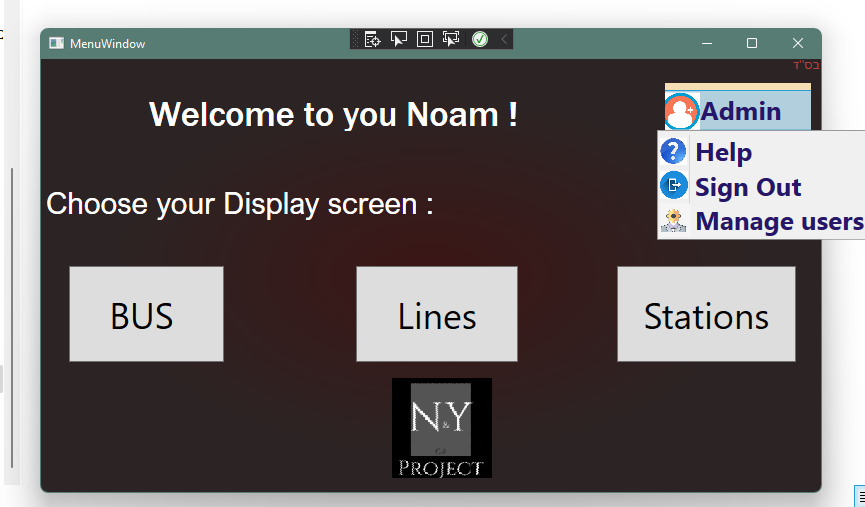 MenuWindow
בס"ד
Welcome to you Noam !
Admin
Help
Sign Out
Manage users
Choose your Display screen :
BUS
Lines
Stations
N&Y
PROJECT